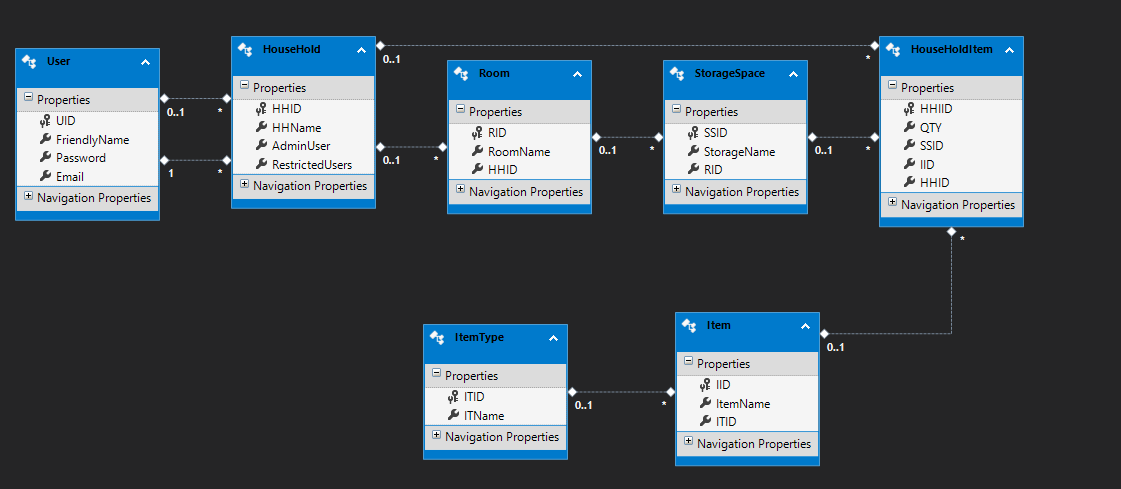 User
Properties
UID
FriendlyName
Password
Email
Navigation Properties
0..1
*
1
*
HouseHold
Properties
HHID
HHName
AdminUser
RestrictedUsers
Navigation Properties
0..1
*
0..1
*
Room
Properties
RID
RoomName
HHID
Navigation Properties
0..1
*
StorageSpace
Properties
SSID
StorageName
RID
Navigation Properties
0..1
*
HouseHoldItem
Properties
HHIID
QTY
SSID
IID
HHID
Navigation Properties
*
0..1
ItemType
Properties
ITID
ITName
Navigation Properties
0..1
*
Item
Properties
IID
ItemName
ITID
Navigation Properties